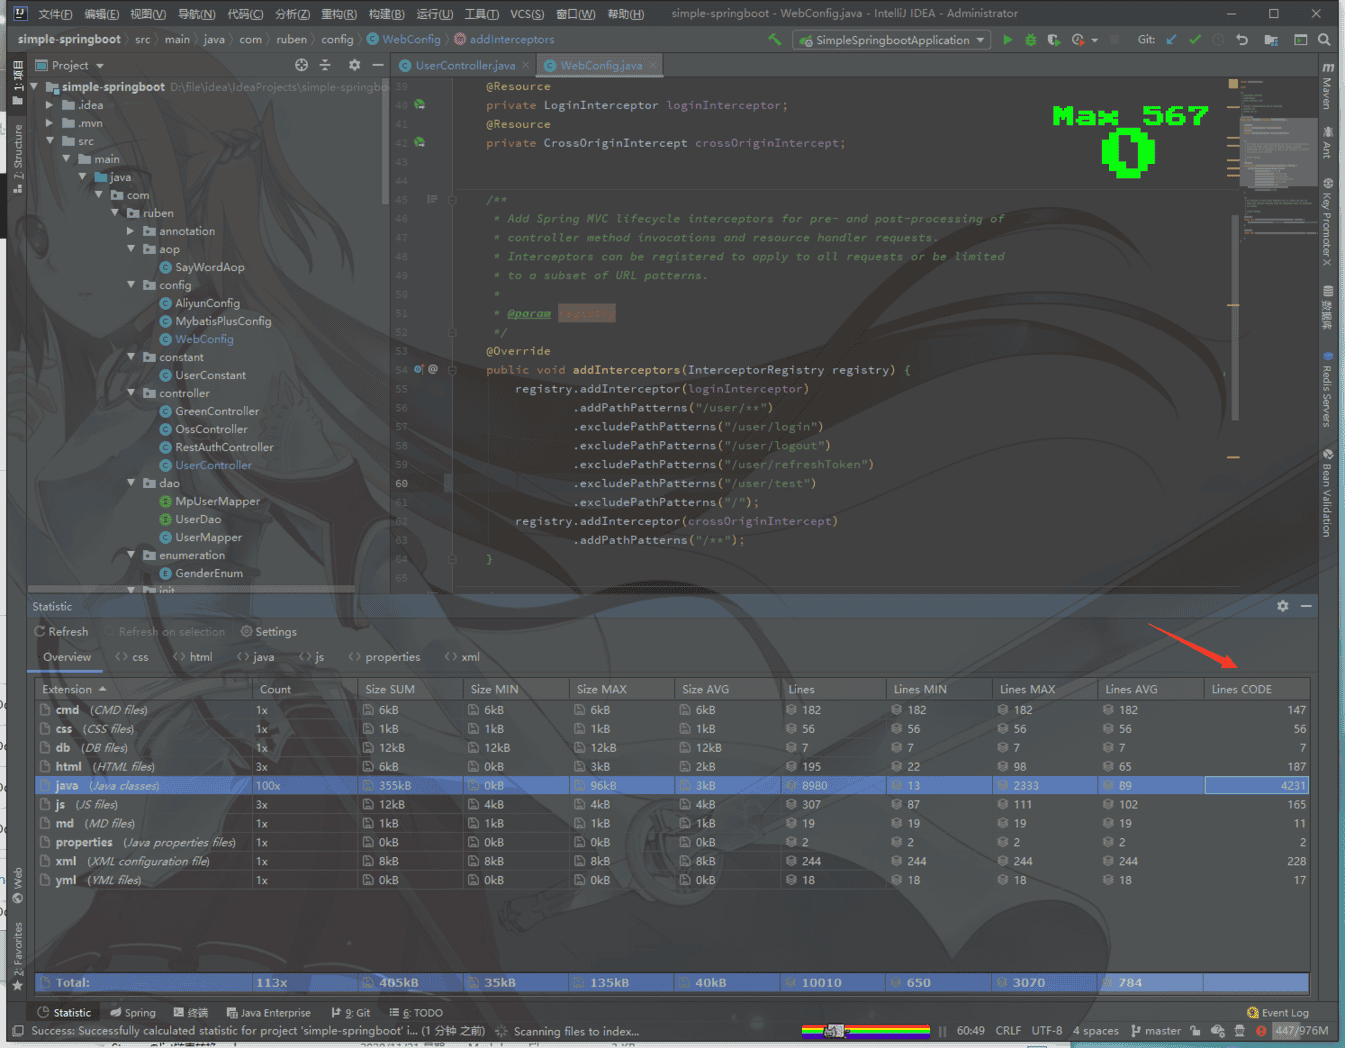 文件(F) 编辑(E) 视图(V) 导航(N) 代码(C) 分析(Z) 重构(R) 构建(B) 运行(U) 工具(T) VCS(S) 窗口(W) 帮助(H) simple-springboot - WebConfig.java - IntelliJ IDEA - Administrator
simple-springboot src main java com ruben config WebConfig addInterceptors SimpleSpringbootApplication Git:
Project UserController.java WebConfig.java
simple-springboot D:\file\idea\IdeaProjects\simple-springbo
.idea
.mvn
src
main
java
com
ruben
annotation
aop
SayWordAop
config
AliyunConfig
MybatisPlusConfig
WebConfig
constant
UserConstant
controller
GreenController
OssController
RestAuthController
UserController
dao
MpUserMapper
UserDao
UserMapper
enumeration
GenderEnum
init
39 @Resource
40 private LoginInterceptor loginInterceptor;
41 @Resource
42 private CrossOriginIntercept crossOriginIntercept;
43
44
45 /**
46 * Add Spring MVC lifecycle interceptors for pre- and post-processing of
47 * controller method invocations and resource handler requests.
48 * Interceptors can be registered to apply to all requests or be limited
49 * to a subset of URL patterns.
50 *
51 * @param registry
52 */
53 @Override
54 public void addInterceptors(InterceptorRegistry registry) {
55 registry.addInterceptor(loginInterceptor)
56 .addPathPatterns("/user/**")
57 .excludePathPatterns("/user/login")
58 .excludePathPatterns("/user/logout")
59 .excludePathPatterns("/user/refreshToken")
60 .excludePathPatterns("/user/test")
61 .excludePathPatterns("/");
62 registry.addInterceptor(crossOriginIntercept)
63 .addPathPatterns("/**");
64 }
65
Max 567
0
1: 项目
Z: Structure
Web
2: Favorites
Maven
Ant
Key Promoter X
数据库
Redis Servers
Bean Validation
Statistic
Refresh Refresh on selection Settings
Overview css html java js properties xml
Extension Count Size SUM Size MIN Size MAX Size AVG Lines Lines MIN Lines MAX Lines AVG Lines CODE
cmd (CMD files) 1x 6kB 6kB 6kB 6kB 182 182 182 182 147
css (CSS files) 1x 1kB 1kB 1kB 1kB 56 56 56 56 56
db (DB files) 1x 12kB 12kB 12kB 12kB 7 7 7 7 7
html (HTML files) 3x 6kB 0kB 3kB 2kB 195 22 98 65 187
java (Java classes) 100x 355kB 0kB 96kB 3kB 8980 13 2333 89 4231
js (JS files) 3x 12kB 4kB 4kB 4kB 307 87 111 102 165
md (MD files) 1x 1kB 1kB 1kB 1kB 19 19 19 19 11
properties (Java properties files) 1x 0kB 0kB 0kB 0kB 2 2 2 2 2
xml (XML configuration file) 1x 8kB 8kB 8kB 8kB 244 244 244 244 228
yml (YML files) 1x 0kB 0kB 0kB 0kB 18 18 18 18 17
Total: 113x 405kB 35kB 135kB 40kB 10010 650 3070 784
Statistic Spring 终端 Java Enterprise 9: Git 6: TODO Event Log
Success: Successfully calculated statistic for project 'simple-springboot' i... (1 分钟 之前) Scanning files to index... 60:49 CRLF UTF-8 4 spaces master 447/976M